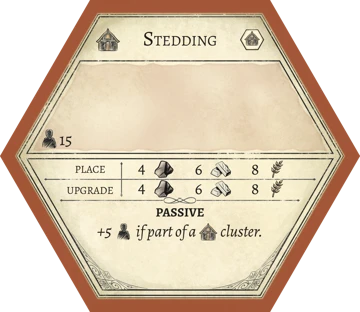 STEDDING
15
PLACE 4 6 8
UPGRADE 4 6 8
PASSIVE
+5 if part of a cluster.